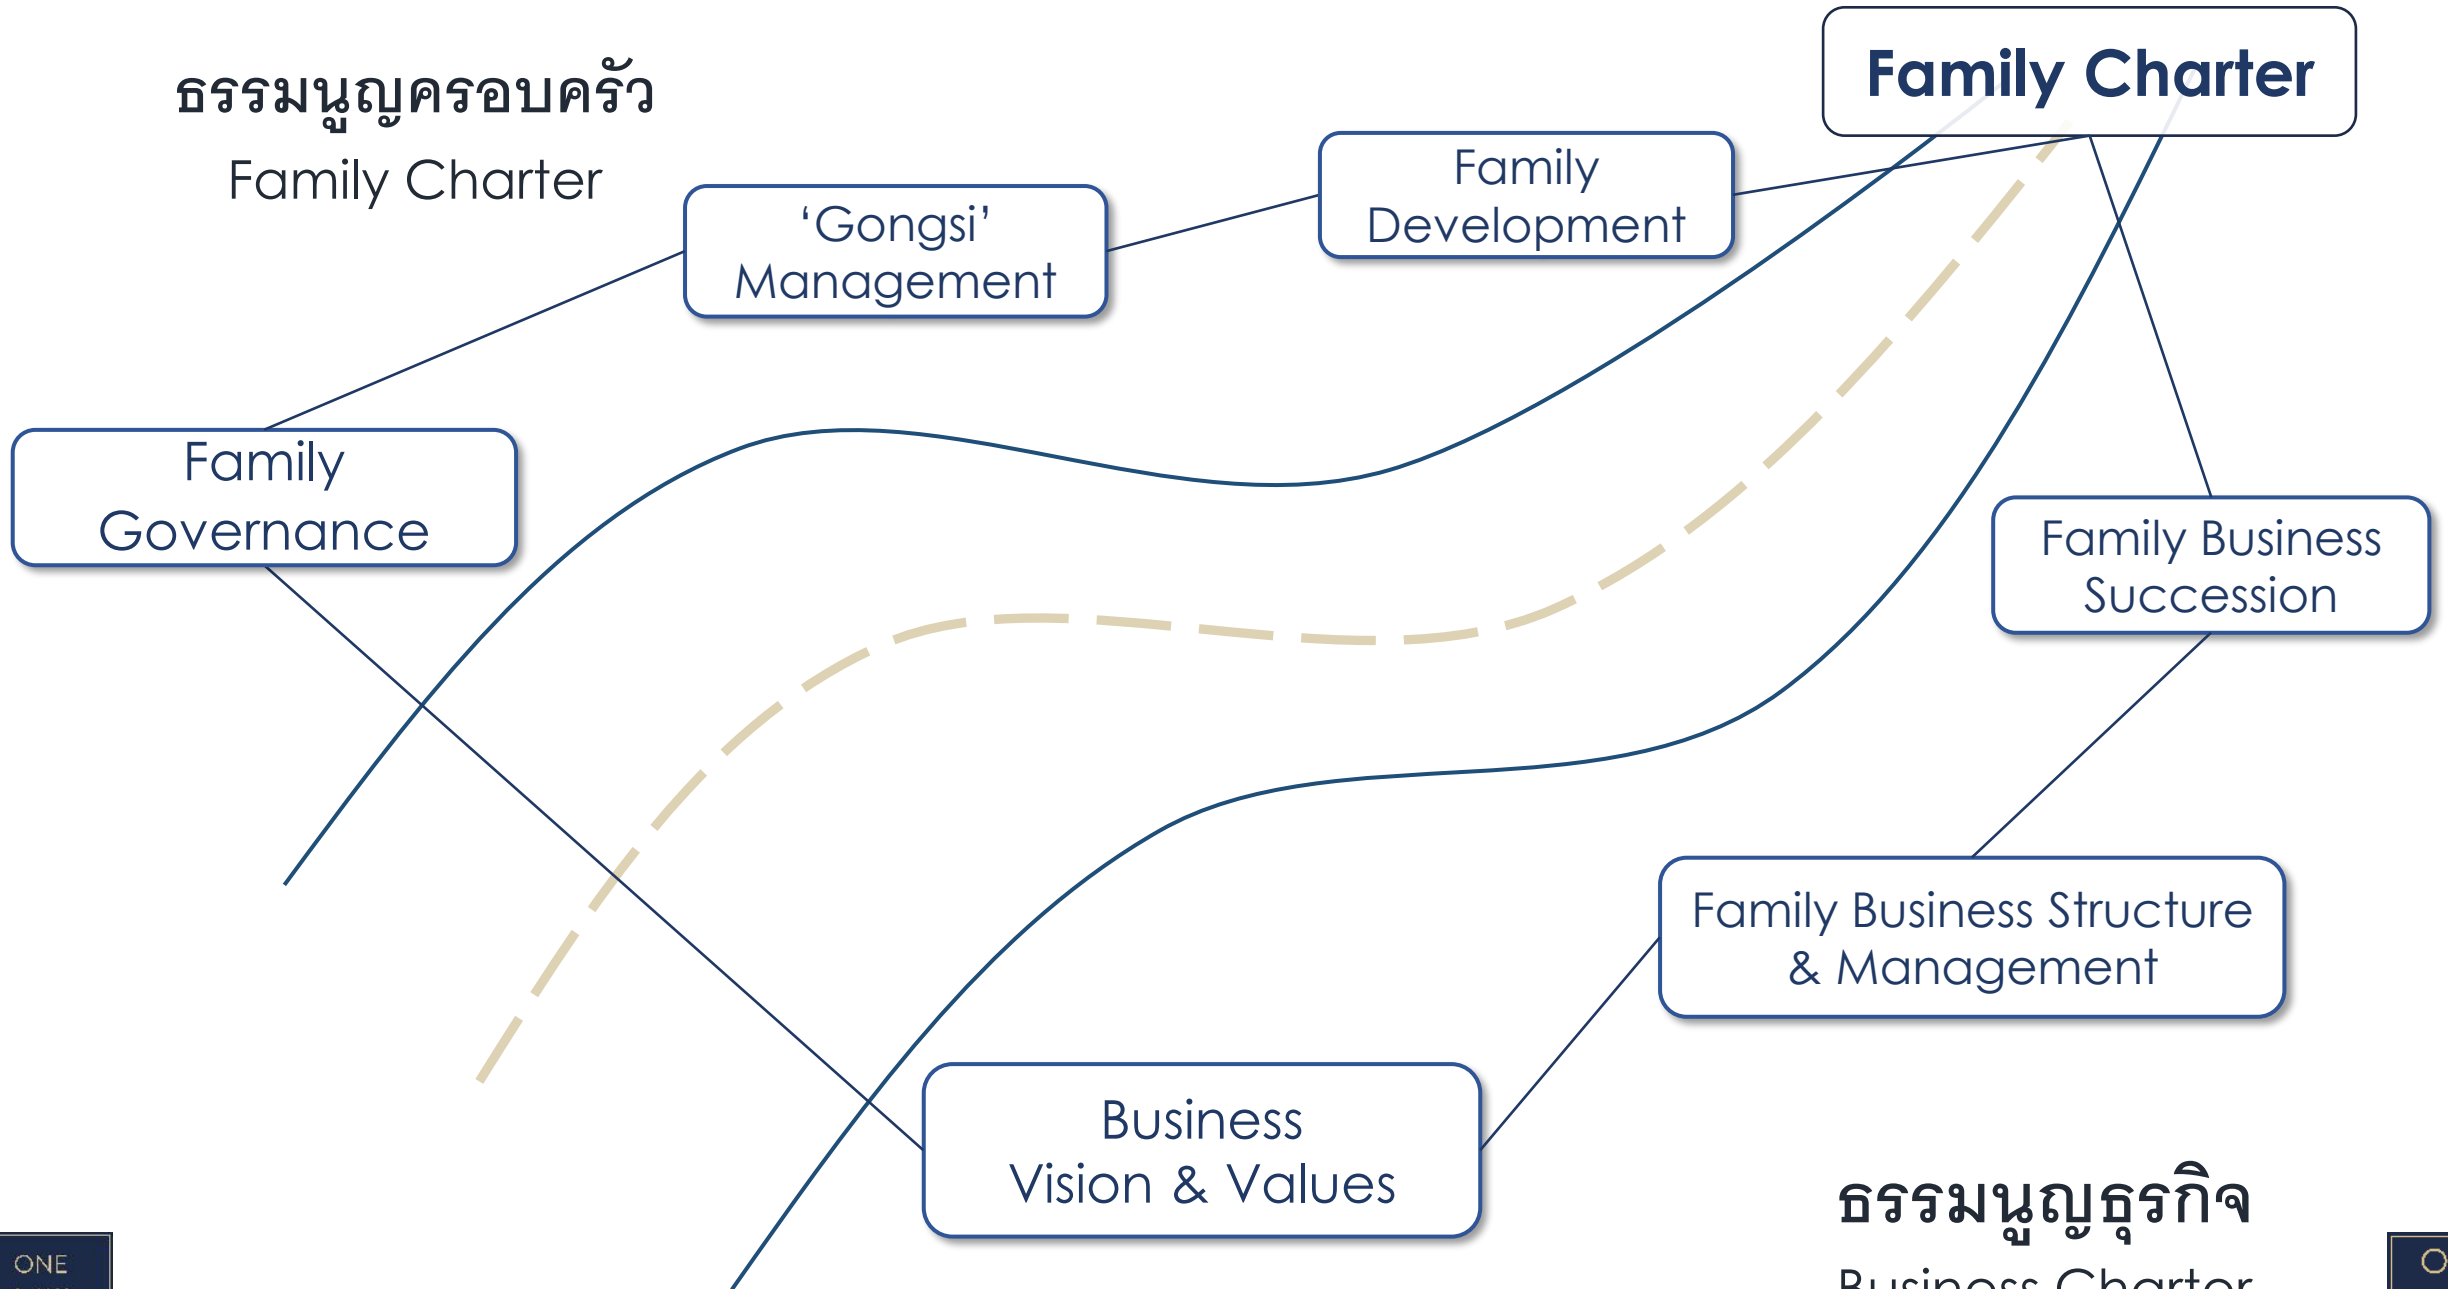 ธรรมนูญครอบครัว
Family Charter
Family Charter
‘Gongsi’
Management
Family
Development
Family
Governance
Family Business
Succession
Family Business Structure
& Management
Business
Vision & Values
ธรรมนูญธุรกิจ
Business Charter
ONE